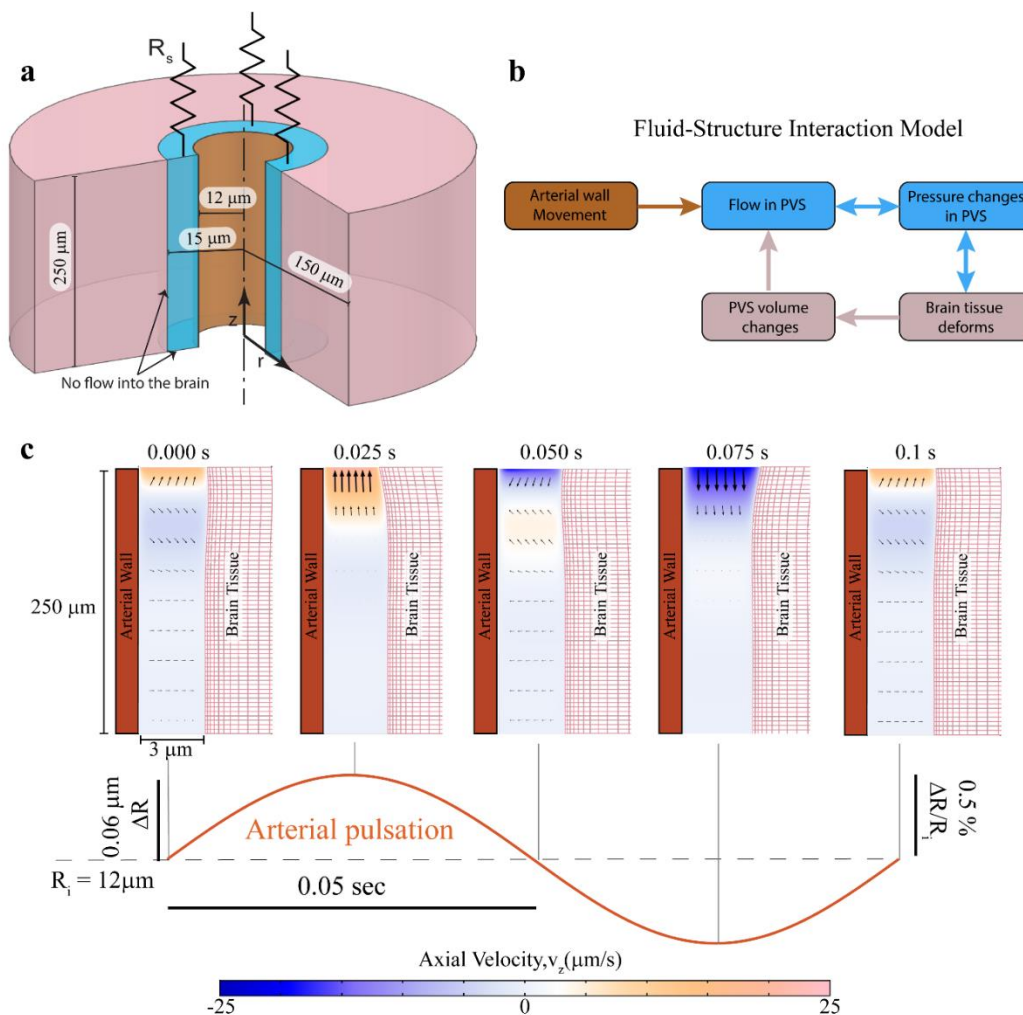 a
R_s
12 μm
15 μm
150 μm
250 μm
z
r
No flow into the brain
b
Fluid-Structure Interaction Model
Arterial wall
Movement
Flow in PVS
Pressure changes
in PVS
PVS volume
changes
Brain tissue
deforms
c
0.000 s
0.025 s
0.050 s
0.075 s
0.1 s
250 μm
Arterial Wall
Brain Tissue
Arterial Wall
Brain Tissue
Arterial Wall
Brain Tissue
Arterial Wall
Brain Tissue
Arterial Wall
Brain Tissue
3 μm
0.06 μm
ΔR
Arterial pulsation
0.5 %
ΔR/R_i
R_i = 12μm
0.05 sec
Axial Velocity,v_z(μm/s)
-25
0
25